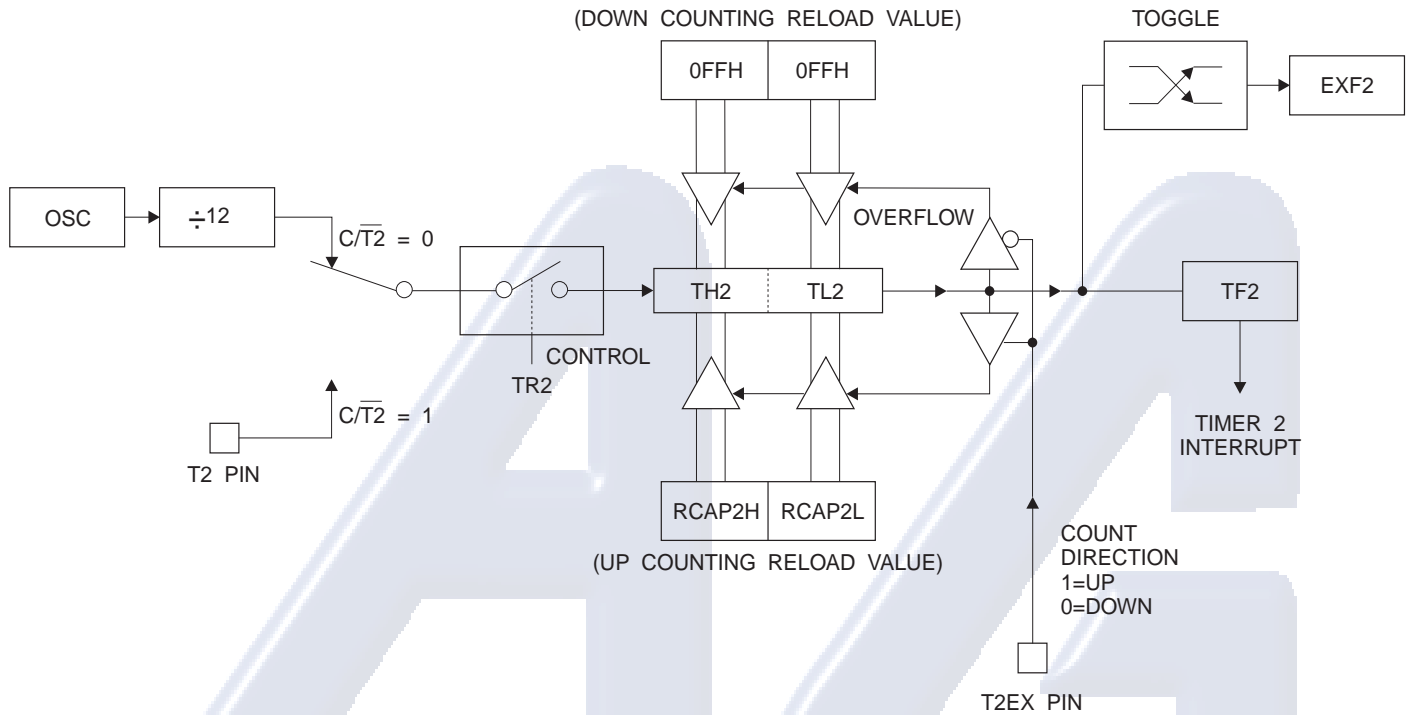 (DOWN COUNTING RELOAD VALUE)
TOGGLE
0FFH
0FFH
EXF2
OSC
÷12
C/T2̅ = 0
OVERFLOW
TH2
TL2
TF2
CONTROL
TR2
C/T2̅ = 1
T2 PIN
TIMER 2
INTERRUPT
RCAP2H
RCAP2L
(UP COUNTING RELOAD VALUE)
COUNT
DIRECTION
1=UP
0=DOWN
T2EX PIN